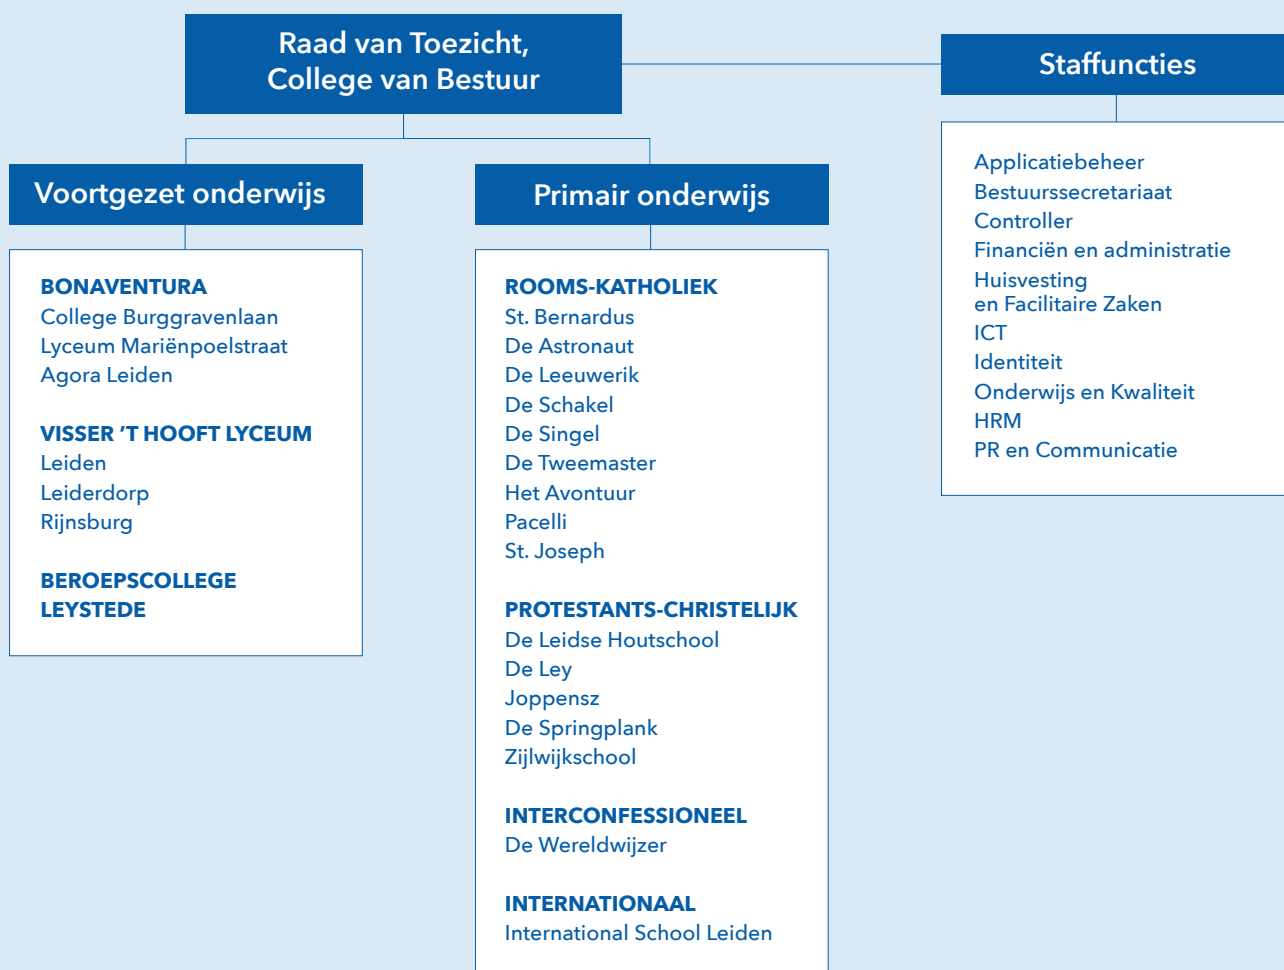 Raad van Toezicht,
College van Bestuur
Staffuncties
Voortgezet onderwijs
Primair onderwijs
BONAVENTURA
College Burggravenlaan
Lyceum Mariënpoelstraat
Agora Leiden
VISSER ’T HOOFT LYCEUM
Leiden
Leiderdorp
Rijnsburg
BEROEPSCOLLEGE
LEYSTEDE
ROOMS-KATHOLIEK
St. Bernardus
De Astronaut
De Leeuwerik
De Schakel
De Singel
De Tweemaster
Het Avontuur
Pacelli
St. Joseph
PROTESTANTS-CHRISTELIJK
De Leidse Houtschool
De Ley
Joppensz
De Springplank
Zijlwijkschool
INTERCONFESSIONEEL
De Wereldwijzer
INTERNATIONAAL
International School Leiden
Applicatiebeheer
Bestuurssecretariaat
Controller
Financiën en administratie
Huisvesting
en Facilitaire Zaken
ICT
Identiteit
Onderwijs en Kwaliteit
HRM
PR en Communicatie